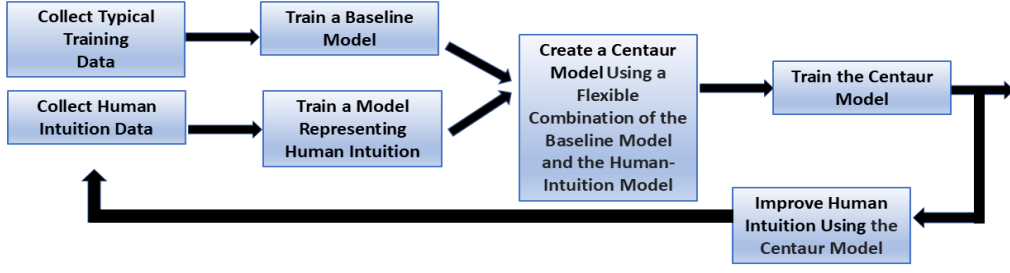 Collect Typical
Training
Data
Train a Baseline
Model
Collect Human
Intuition Data
Train a Model
Representing
Human Intuition
Create a Centaur
Model Using a
Flexible
Combination of the
Baseline Model
and the Human-
Intuition Model
Train the Centaur
Model
Improve Human
Intuition Using the
Centaur Model